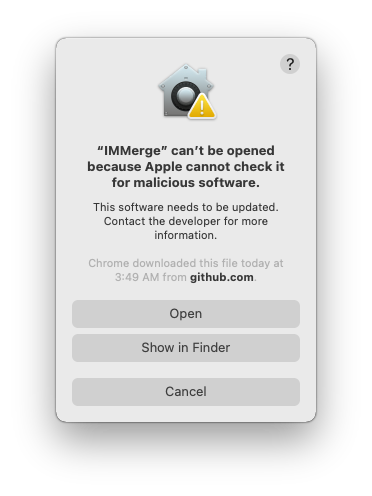 ?
“IMMerge” can’t be opened
because Apple cannot check it
for malicious software.
This software needs to be updated.
Contact the developer for more
information.
Chrome downloaded this file today at
3:49 AM from github.com.
Open
Show in Finder
Cancel